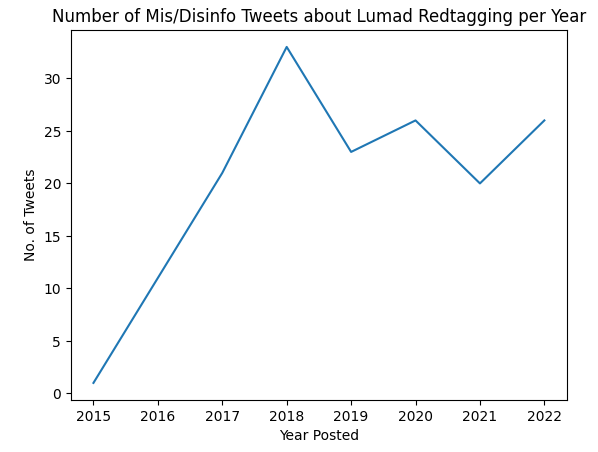 Number of Mis/Disinfo Tweets about Lumad Redtagging per Year
No. of Tweets
30
25
20
15
10
5
0
2015 2016 2017 2018 2019 2020 2021 2022
Year Posted